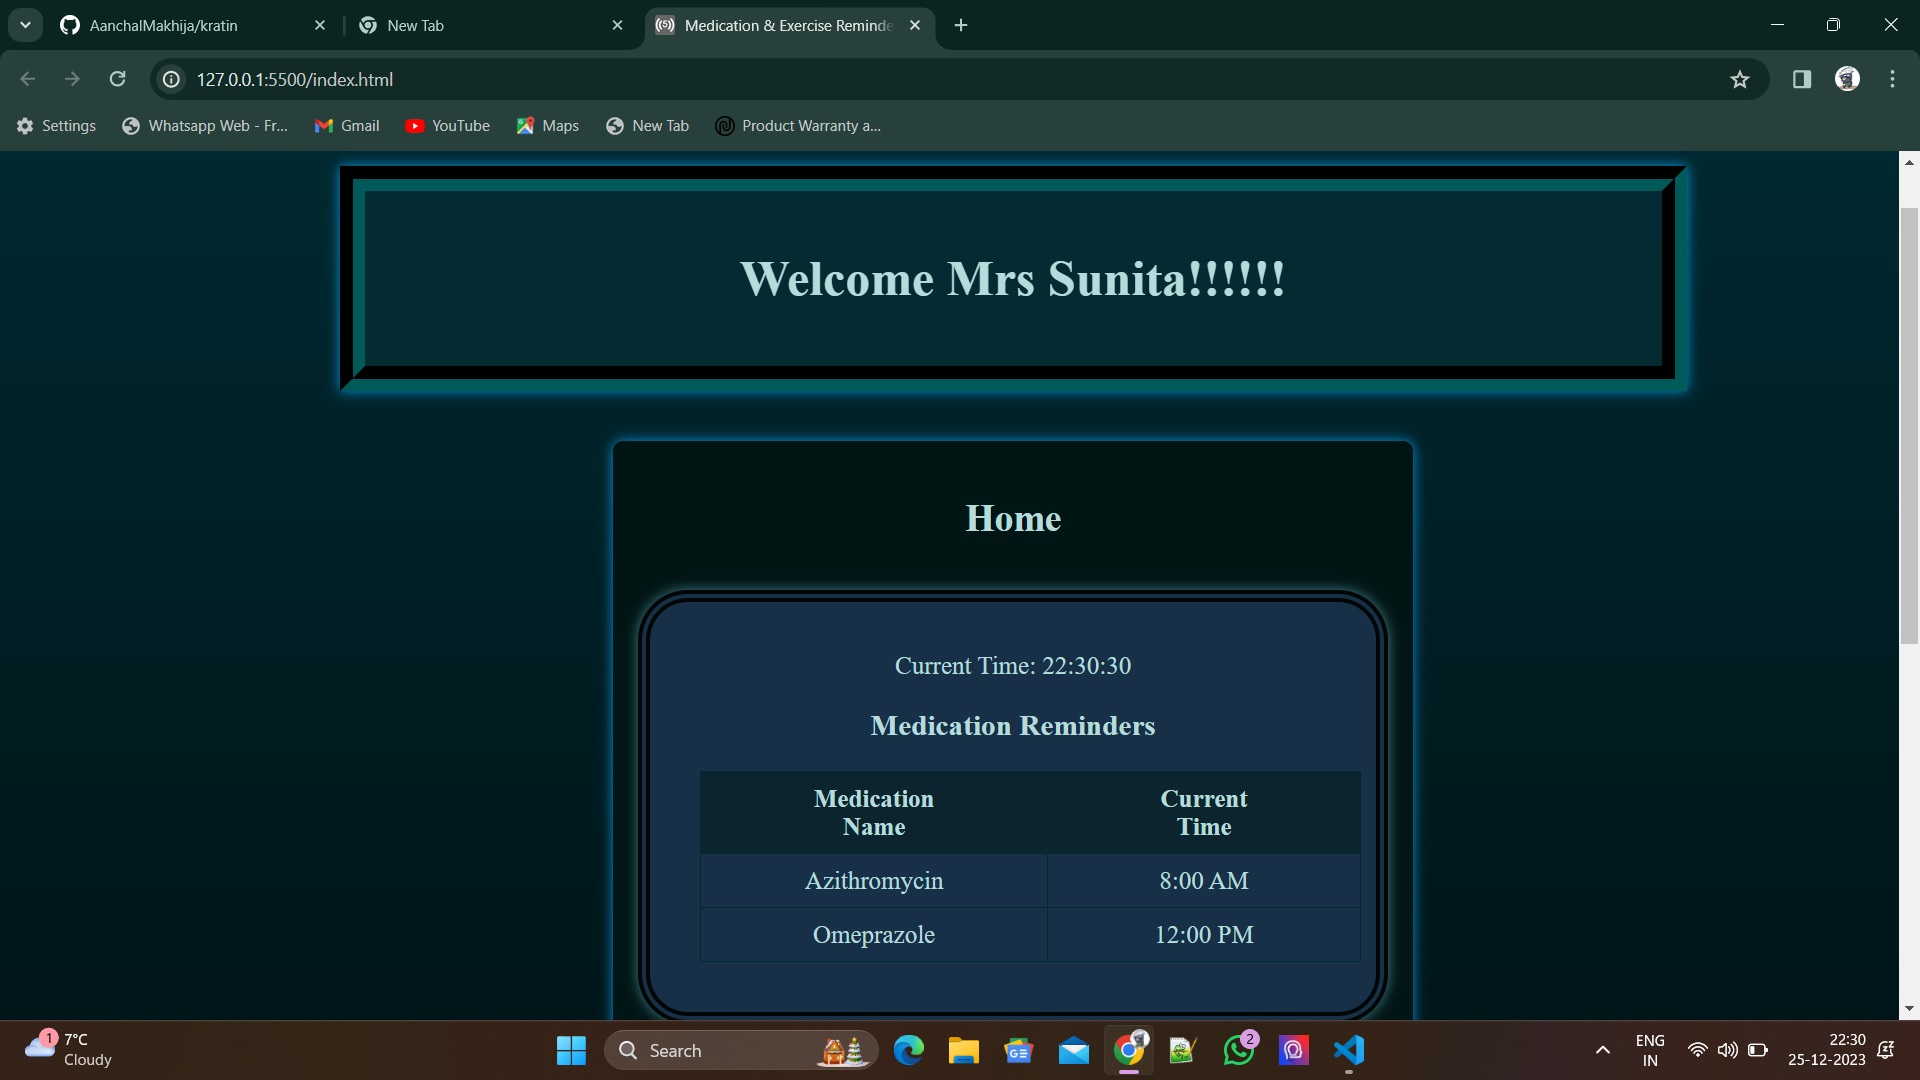 AanchalMakhija/kratin
New Tab
Medication & Exercise Reminde
127.0.0.1:5500/index.html
Settings
Whatsapp Web - Fr...
Gmail
YouTube
Maps
New Tab
Product Warranty a...
Welcome Mrs Sunita!!!!!!
Home
Current Time: 22:30:30
Medication Reminders
Medication
Name
Current
Time
Azithromycin
8:00 AM
Omeprazole
12:00 PM
1
7°C
Cloudy
Search
GE
2
ENG
IN
22:30
25-12-2023